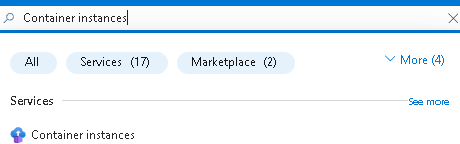 Container instances
All Services (17) Marketplace (2) More (4)
Services See more
Container instances